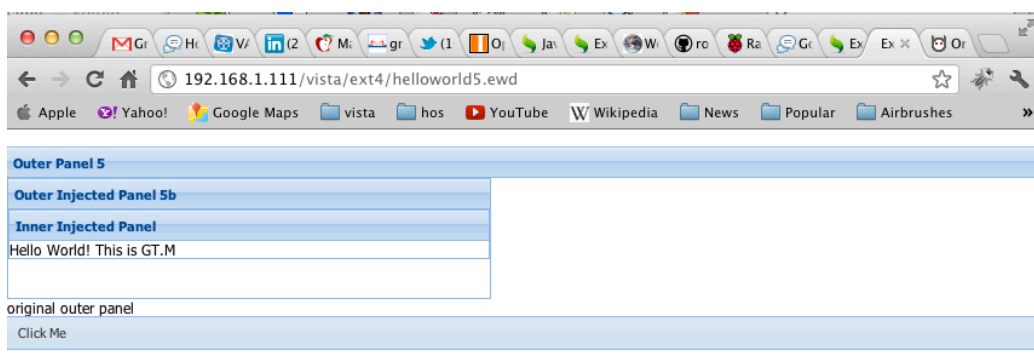 Gr Ho V/ (2 Ma gr (1 O Jav Ex W ro Ra Go Ex Ex Or
192.168.1.111/vista/ext4/helloworld5.ewd
Apple Yahoo! Google Maps vista hos YouTube Wikipedia News Popular Airbrushes »
Outer Panel 5
Outer Injected Panel 5b
Inner Injected Panel
Hello World! This is GT.M
original outer panel
Click Me